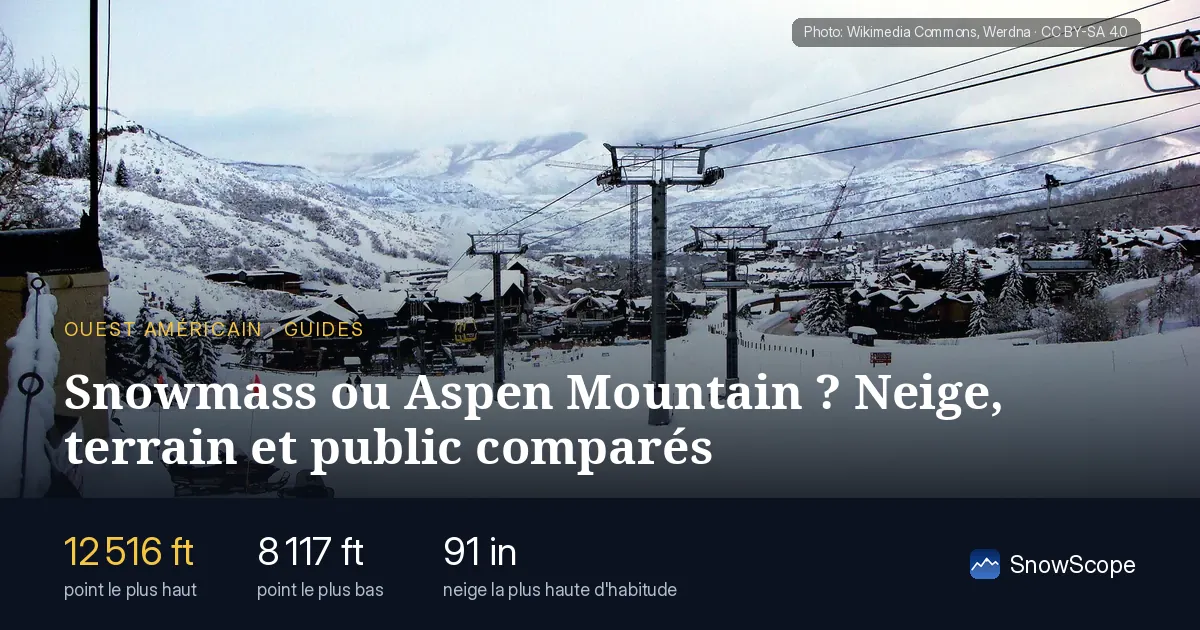 Photo: Wikimedia Commons, Werdna · CC BY-SA 4.0
OUEST AMÉRICAIN · GUIDES
Snowmass ou Aspen Mountain ? Neige,
terrain et public comparés
12 516 ft
point le plus haut
8 117 ft
point le plus bas
91 in
neige la plus haute d'habitude
SnowScope